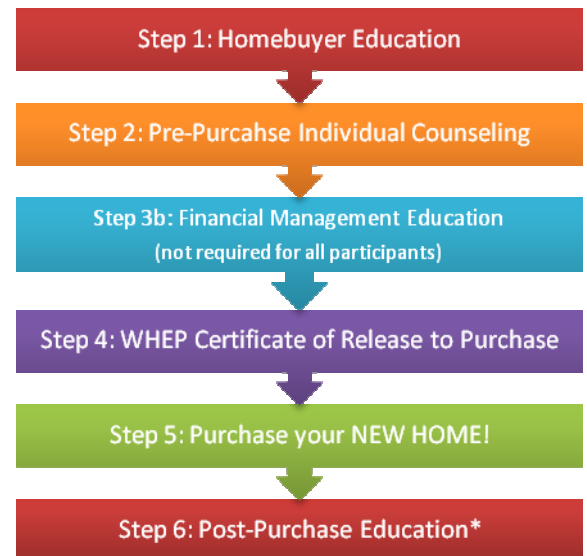 Step 1: Homebuyer Education
Step 2: Pre-Purcahse Individual Counseling
Step 3b: Financial Management Education
(not required for all participants)
Step 4: WHEP Certificate of Release to Purchase
Step 5: Purchase your NEW HOME!
Step 6: Post-Purchase Education*